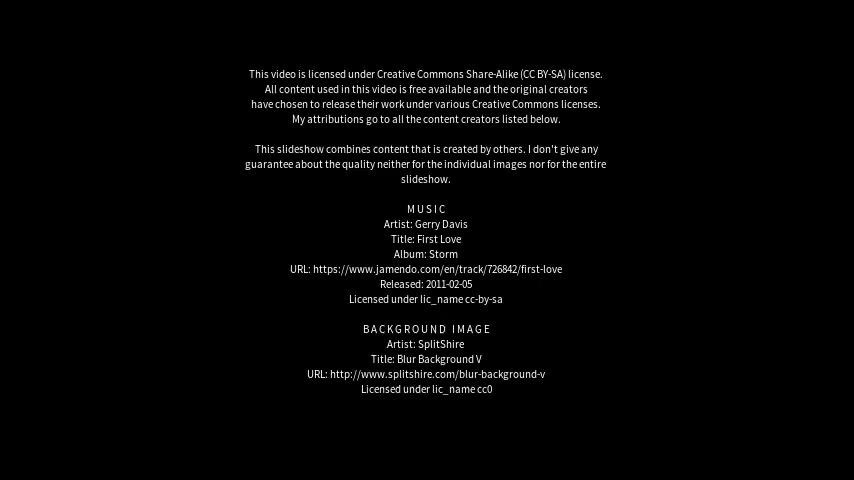 This video is licensed under Creative Commons Share-Alike (CC BY-SA) license.
All content used in this video is free available and the original creators
have chosen to release their work under various Creative Commons licenses.
My attributions go to all the content creators listed below.
This slideshow combines content that is created by others. I don't give any
guarantee about the quality neither for the individual images nor for the entire
slideshow.
MUSIC
Artist: Gerry Davis
Title: First Love
Album: Storm
URL: https://www.jamendo.com/en/track/726842/first-love
Released: 2011-02-05
Licensed under lic_name cc-by-sa
BACKGROUND IMAGE
Artist: SplitShire
Title: Blur Background V
URL: http://www.splitshire.com/blur-background-v
Licensed under lic_name cc0